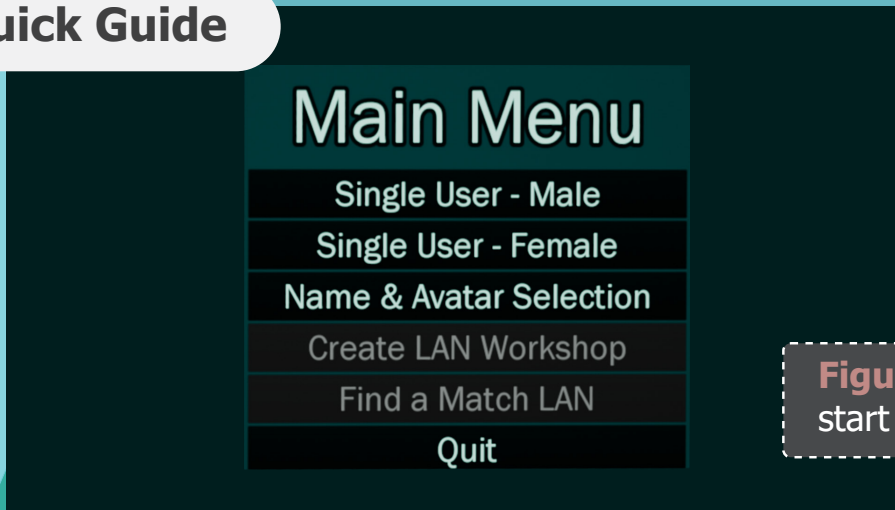 uick Guide
Main Menu
Single User - Male
Single User - Female
Name & Avatar Selection
Create LAN Workshop
Find a Match LAN
Quit
Figu
start